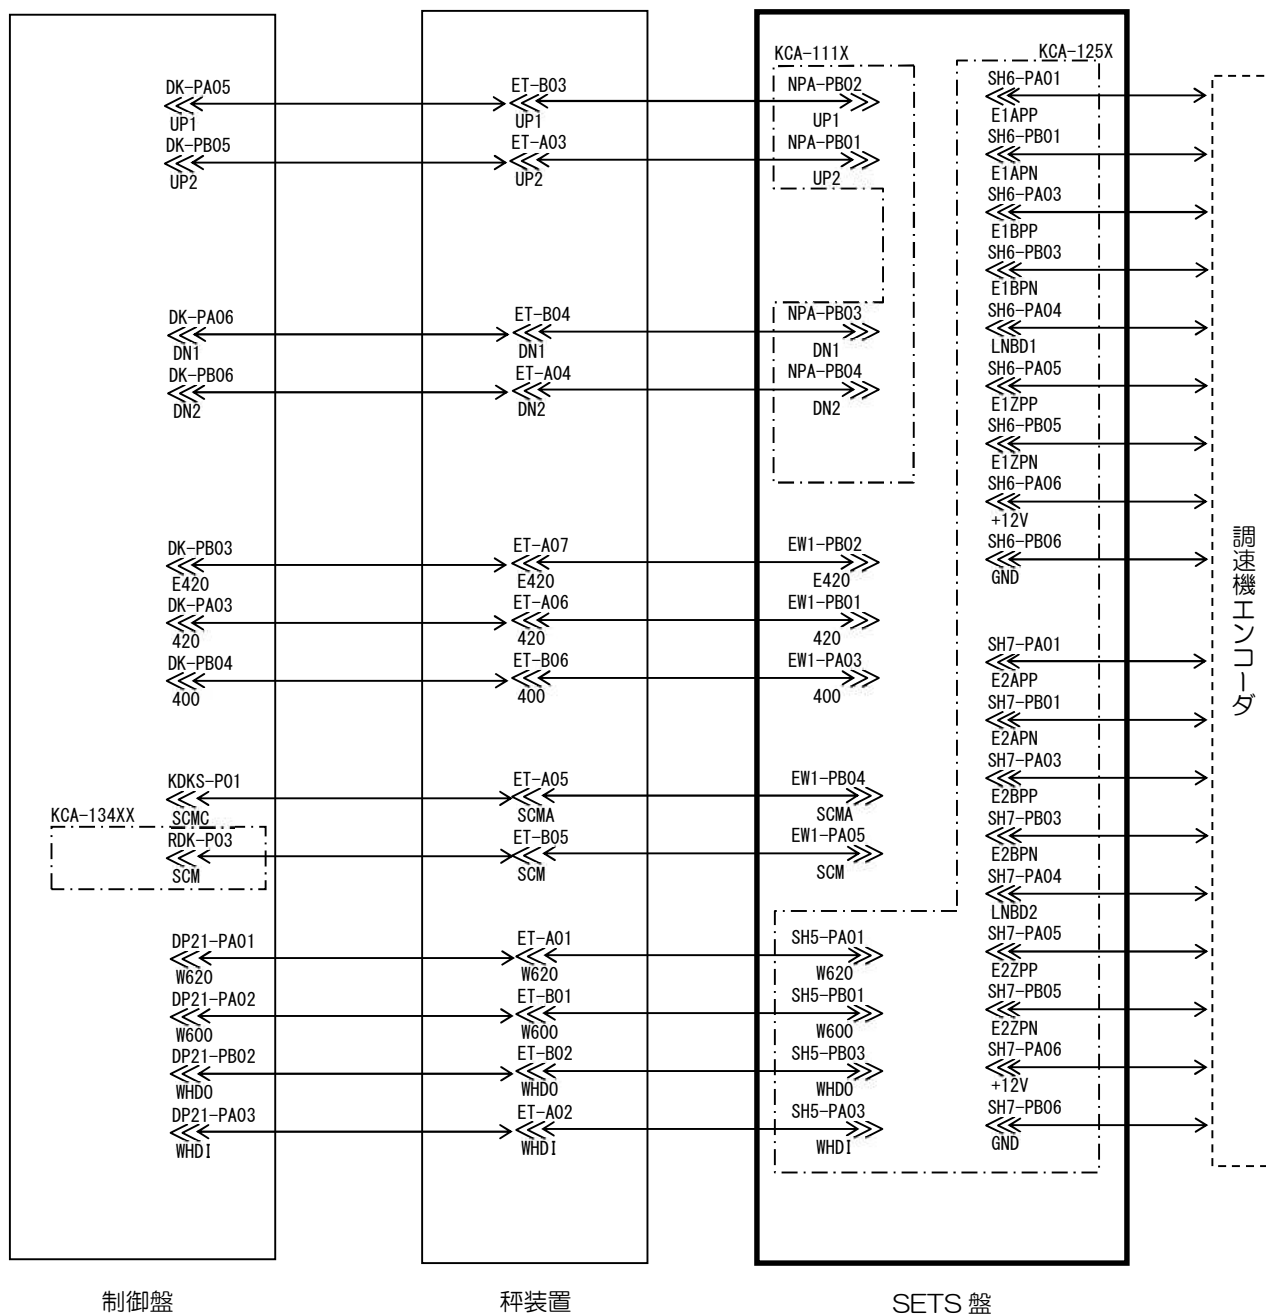 KCA-111X
KCA-125X
DK-PA05
UP1
DK-PB05
UP2
DK-PA06
DN1
DK-PB06
DN2
DK-PB03
E420
DK-PA03
420
DK-PB04
400
KDKS-P01
SCMC
KCA-134XX
RDK-P03
SCM
DP21-PA01
W620
DP21-PA02
W600
DP21-PB02
WHDO
DP21-PA03
WHDI
制御盤
ET-B03
UP1
ET-A03
UP2
ET-B04
DN1
ET-A04
DN2
ET-A07
E420
ET-A06
420
ET-B06
400
ET-A05
SCMA
ET-B05
SCM
ET-A01
W620
ET-B01
W600
ET-B02
WHDO
ET-A02
WHDI
秤装置
NPA-PB02
UP1
NPA-PB01
UP2
NPA-PB03
DN1
NPA-PB04
DN2
EW1-PB02
E420
EW1-PB01
420
EW1-PA03
400
EW1-PB04
SCMA
EW1-PA05
SCM
SH5-PA01
W620
SH5-PB01
W600
SH5-PB03
WHDO
SH5-PA03
WHDI
SH6-PA01
E1APP
SH6-PB01
E1APN
SH6-PA03
E1BPP
SH6-PB03
E1BPN
SH6-PA04
LNBD1
SH6-PA05
E1ZPP
SH6-PB05
E1ZPN
SH6-PA06
+12V
SH6-PB06
GND
SH7-PA01
E2APP
SH7-PB01
E2APN
SH7-PA03
E2BPP
SH7-PB03
E2BPN
SH7-PA04
LNBD2
SH7-PA05
E2ZPP
SH7-PB05
E2ZPN
SH7-PA06
+12V
SH7-PB06
GND
SETS 盤
調速機エンコーダ